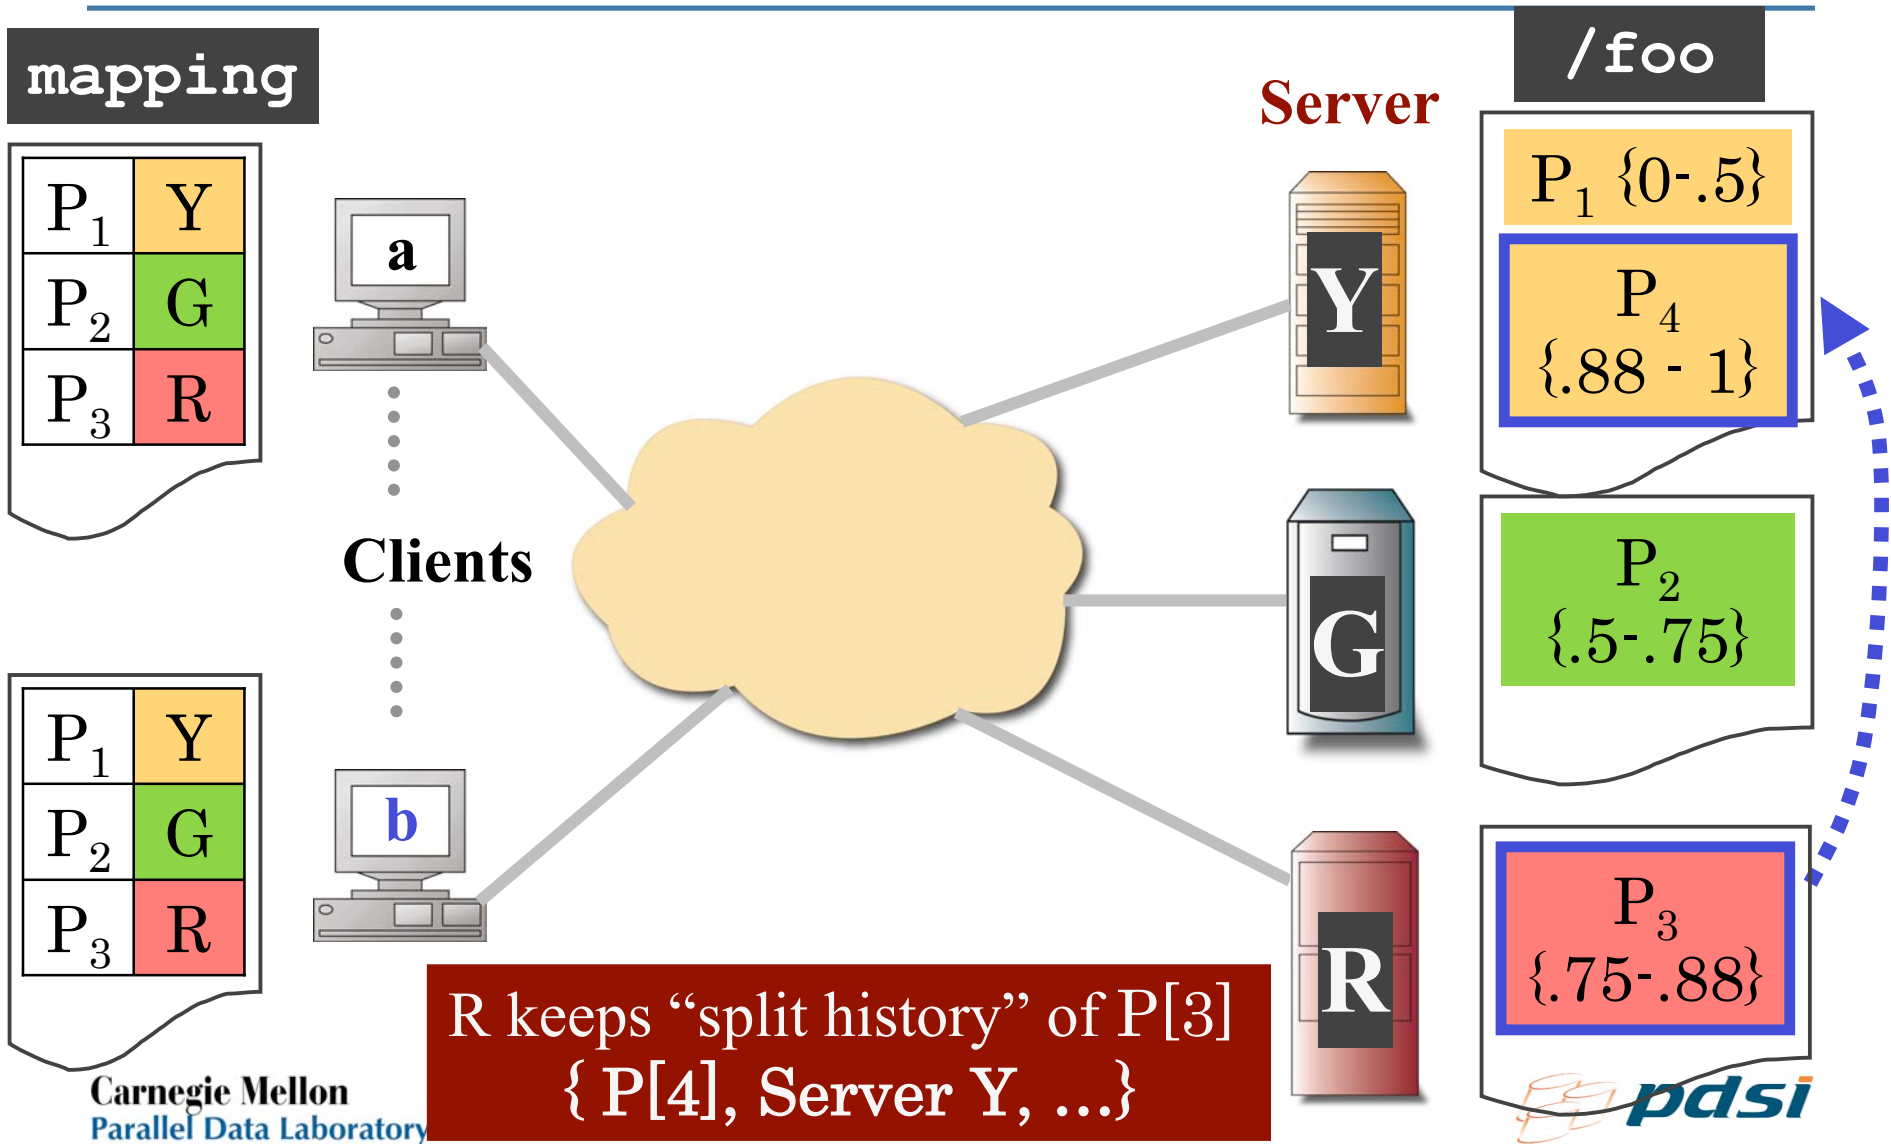 mapping
/foo
Server
P1 Y
P2 G
P3 R
a
Clients
P1 Y
P2 G
P3 R
b
Y
G
R
P1 {0-.5}
P4
{.88 - 1}
P2
{.5-.75}
P3
{.75-.88}
R keeps “split history” of P[3]
{ P[4], Server Y, ...}
Carnegie Mellon
Parallel Data Laboratory
pdsi